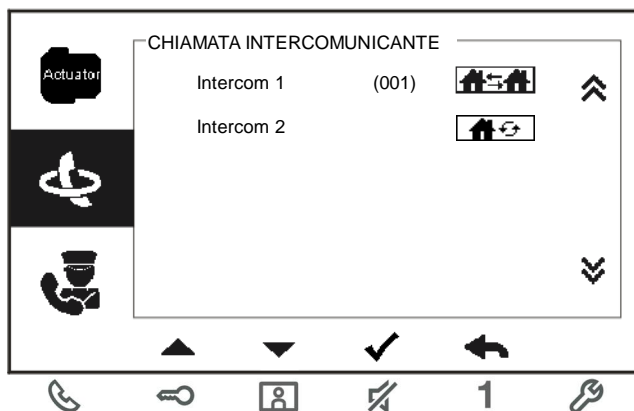 CHIAMATA INTERCOMUNICANTE
Actuator
Intercom 1 (001)
Intercom 2
1